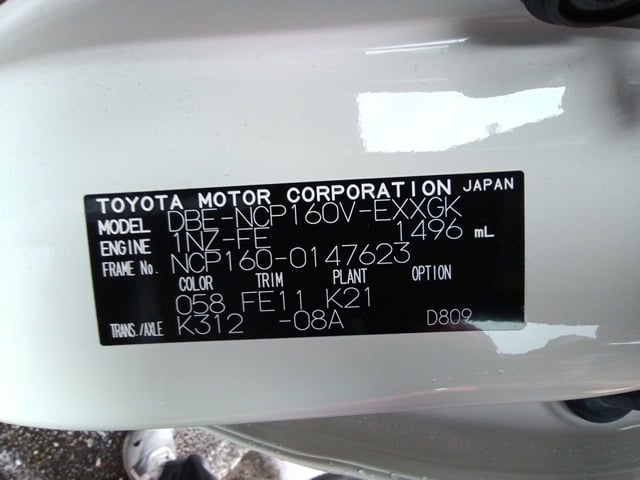 TOYOTA MOTOR CORPORATION JAPAN
MODEL DBE-NCP160V-EXXGK
ENGINE 1NZ-FE 1496 mL
FRAME No. NCP160-0147623
COLOR TRIM PLANT OPTION
058 FE11 K21
TRANS./AXLE K312 -08A D809